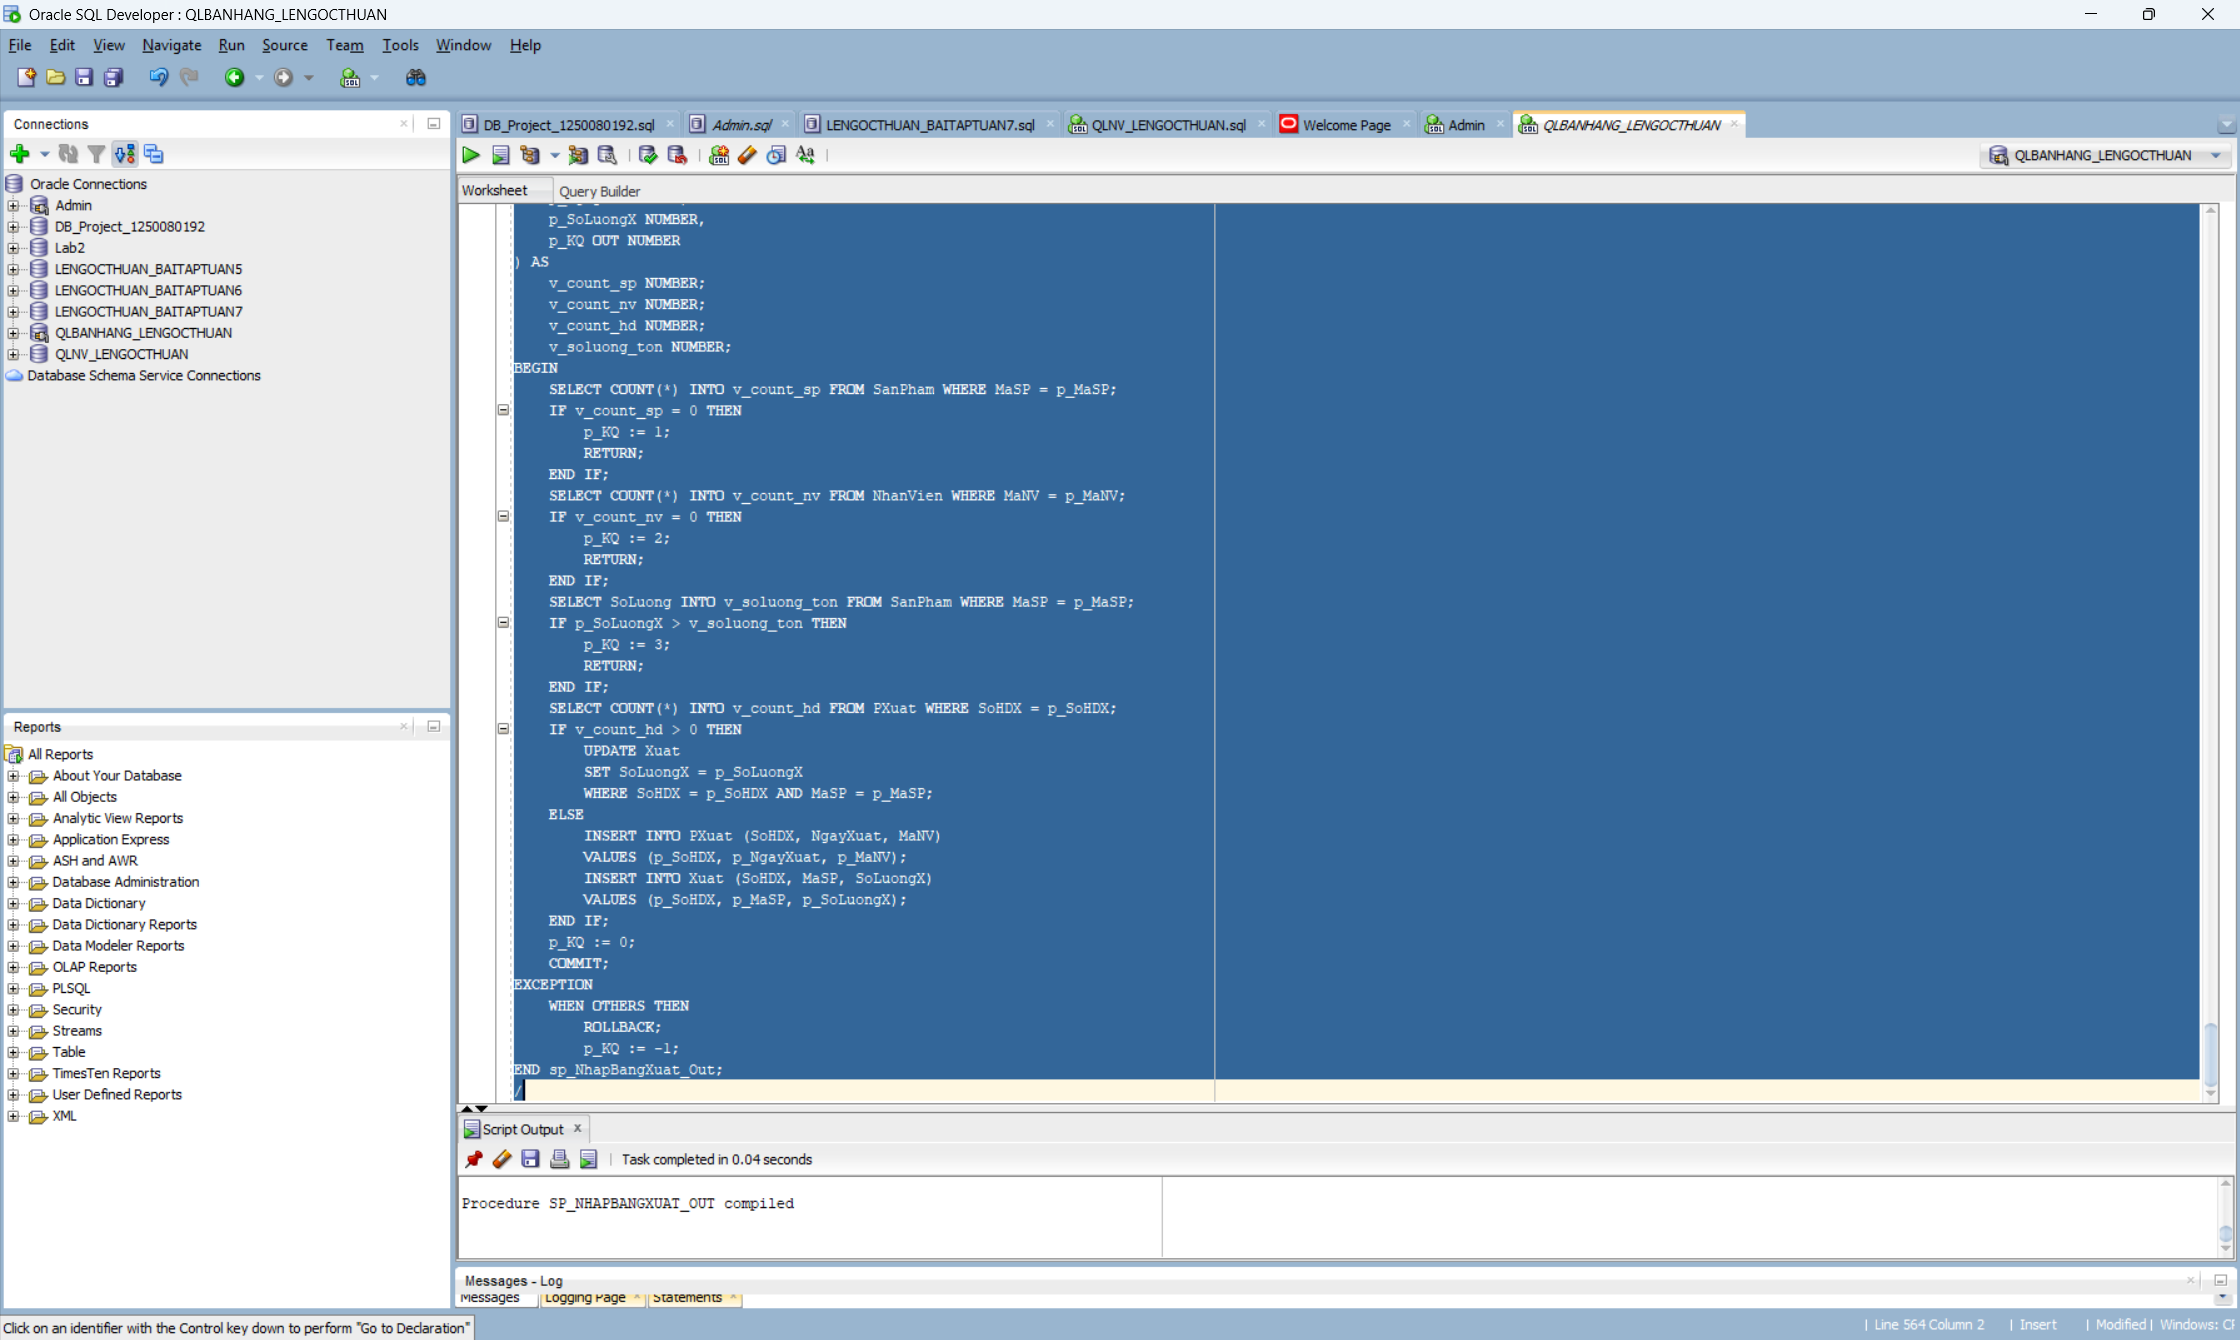 Oracle SQL Developer : QLBANHANG_LENGOCTHUAN
File Edit View Navigate Run Source Team Tools Window Help
Connections
Oracle Connections
Admin
DB_Project_1250080192
Lab2
LENGOCTHUAN_BAITAPTUAN5
LENGOCTHUAN_BAITAPTUAN6
LENGOCTHUAN_BAITAPTUAN7
QLBANHANG_LENGOCTHUAN
QLNV_LENGOCTHUAN
Database Schema Service Connections
Reports
All Reports
About Your Database
All Objects
Analytic View Reports
Application Express
ASH and AWR
Database Administration
Data Dictionary
Data Dictionary Reports
Data Modeler Reports
OLAP Reports
PLSQL
Security
Streams
Table
TimesTen Reports
User Defined Reports
XML
DB_Project_1250080192.sql Admin.sql LENGOCTHUAN_BAITAPTUAN7.sql QLNV_LENGOCTHUAN.sql Welcome Page Admin QLBANHANG_LENGOCTHUAN
QLBANHANG_LENGOCTHUAN
Worksheet Query Builder
p_SoLuongX NUMBER,
p_KQ OUT NUMBER
) AS
v_count_sp NUMBER;
v_count_nv NUMBER;
v_count_hd NUMBER;
v_soluong_ton NUMBER;
BEGIN
SELECT COUNT(*) INTO v_count_sp FROM SanPham WHERE MaSP = p_MaSP;
IF v_count_sp = 0 THEN
p_KQ := 1;
RETURN;
END IF;
SELECT COUNT(*) INTO v_count_nv FROM NhanVien WHERE MaNV = p_MaNV;
IF v_count_nv = 0 THEN
p_KQ := 2;
RETURN;
END IF;
SELECT SoLuong INTO v_soluong_ton FROM SanPham WHERE MaSP = p_MaSP;
IF p_SoLuongX > v_soluong_ton THEN
p_KQ := 3;
RETURN;
END IF;
SELECT COUNT(*) INTO v_count_hd FROM PXuat WHERE SoHDX = p_SoHDX;
IF v_count_hd > 0 THEN
UPDATE Xuat
SET SoLuongX = p_SoLuongX
WHERE SoHDX = p_SoHDX AND MaSP = p_MaSP;
ELSE
INSERT INTO PXuat (SoHDX, NgayXuat, MaNV)
VALUES (p_SoHDX, p_NgayXuat, p_MaNV);
INSERT INTO Xuat (SoHDX, MaSP, SoLuongX)
VALUES (p_SoHDX, p_MaSP, p_SoLuongX);
END IF;
p_KQ := 0;
COMMIT;
EXCEPTION
WHEN OTHERS THEN
ROLLBACK;
p_KQ := -1;
END sp_NhapBangXuat_Out;
/
Script Output
Task completed in 0.04 seconds
Procedure SP_NHAPBANGXUAT_OUT compiled
Messages - Log
Messages Logging Page Statements
Click on an identifier with the Control key down to perform "Go to Declaration"
Line 564 Column 2 | Insert | Modified | Windows: